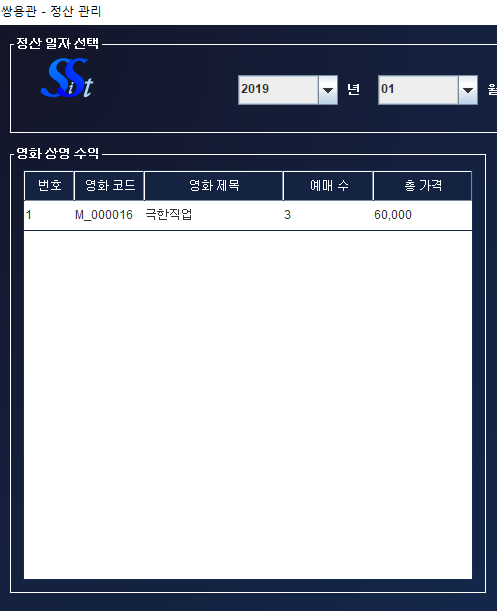 쌍용관 - 정산 관리
정산 일자 선택
SSit
2019 년 01 월
영화 상영 수익
번호 영화 코드 영화 제목 예매 수 총 가격
1 M_000016 극한직업 3 60,000